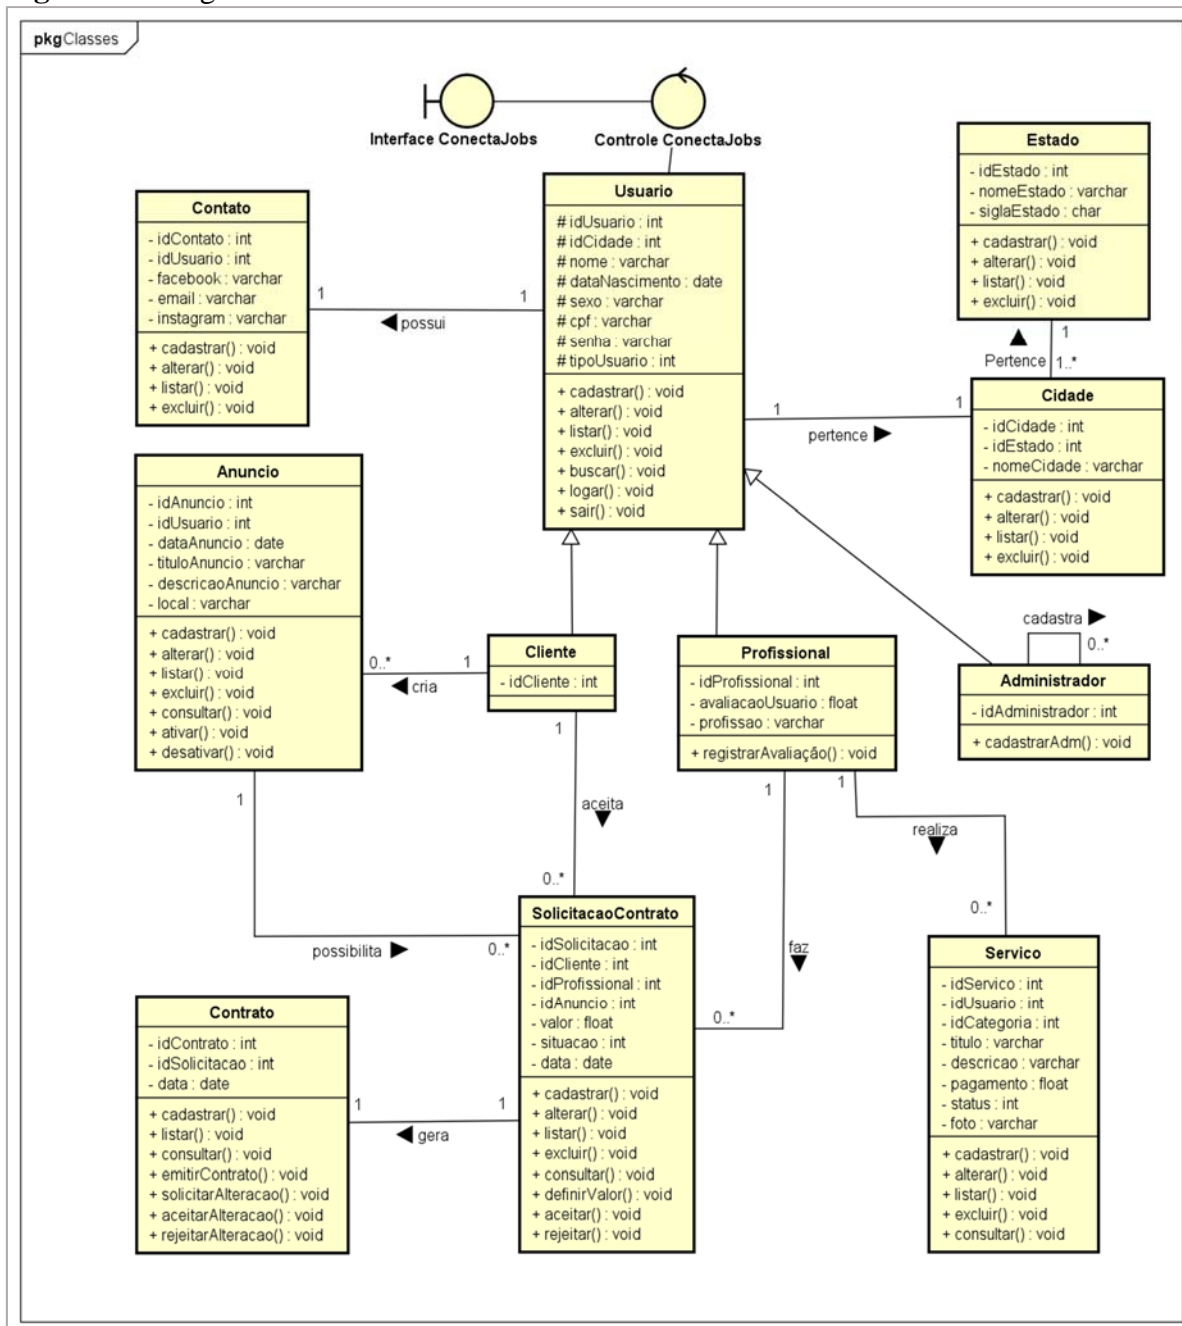 pkgClasses
Interface ConectaJobs
Controle ConectaJobs
Estado
- idEstado : int
- nomeEstado : varchar
- siglaEstado : char
+ cadastrar() : void
+ alterar() : void
+ listar() : void
+ excluir() : void
Usuario
# idUsuario : int
# idCidade : int
# nome : varchar
# dataNascimento : date
# sexo : varchar
# cpf : varchar
# senha : varchar
# tipoUsuario : int
+ cadastrar() : void
+ alterar() : void
+ listar() : void
+ excluir() : void
+ buscar() : void
+ logar() : void
+ sair() : void
Contato
- idContato : int
- idUsuario : int
- facebook : varchar
- email : varchar
- instagram : varchar
+ cadastrar() : void
+ alterar() : void
+ listar() : void
+ excluir() : void
1
1
possui
1
Pertence
1..*
1
1
pertence
Cidade
- idCidade : int
- idEstado : int
- nomeCidade : varchar
+ cadastrar() : void
+ alterar() : void
+ listar() : void
+ excluir() : void
Anuncio
- idAnuncio : int
- idUsuario : int
- dataAnuncio : date
- tituloAnuncio : varchar
- descricaoAnuncio : varchar
- local : varchar
+ cadastrar() : void
+ alterar() : void
+ listar() : void
+ excluir() : void
+ consultar() : void
+ ativar() : void
+ desativar() : void
0..*
1
cria
Cliente
- idCliente : int
Profissional
- idProfissional : int
- avaliacaoUsuario : float
- profissao : varchar
+ registrarAvaliação() : void
cadastra
0..*
Administrador
- idAdministrador : int
+ cadastrarAdm() : void
1
aceita
0..*
1
possibilita
0..*
1
faz
0..*
1
realiza
0..*
SolicitacaoContrato
- idSolicitacao : int
- idCliente : int
- idProfissional : int
- idAnuncio : int
- valor : float
- situacao : int
- data : date
+ cadastrar() : void
+ alterar() : void
+ listar() : void
+ excluir() : void
+ consultar() : void
+ definirValor() : void
+ aceitar() : void
+ rejeitar() : void
Servico
- idServico : int
- idUsuario : int
- idCategoria : int
- titulo : varchar
- descricao : varchar
- pagamento : float
- status : int
- foto : varchar
+ cadastrar() : void
+ alterar() : void
+ listar() : void
+ excluir() : void
+ consultar() : void
Contrato
- idContrato : int
- idSolicitacao : int
- data : date
+ cadastrar() : void
+ listar() : void
+ consultar() : void
+ emitirContrato() : void
+ solicitarAlteracao() : void
+ aceitarAlteracao() : void
+ rejeitarAlteracao() : void
1
1
gera